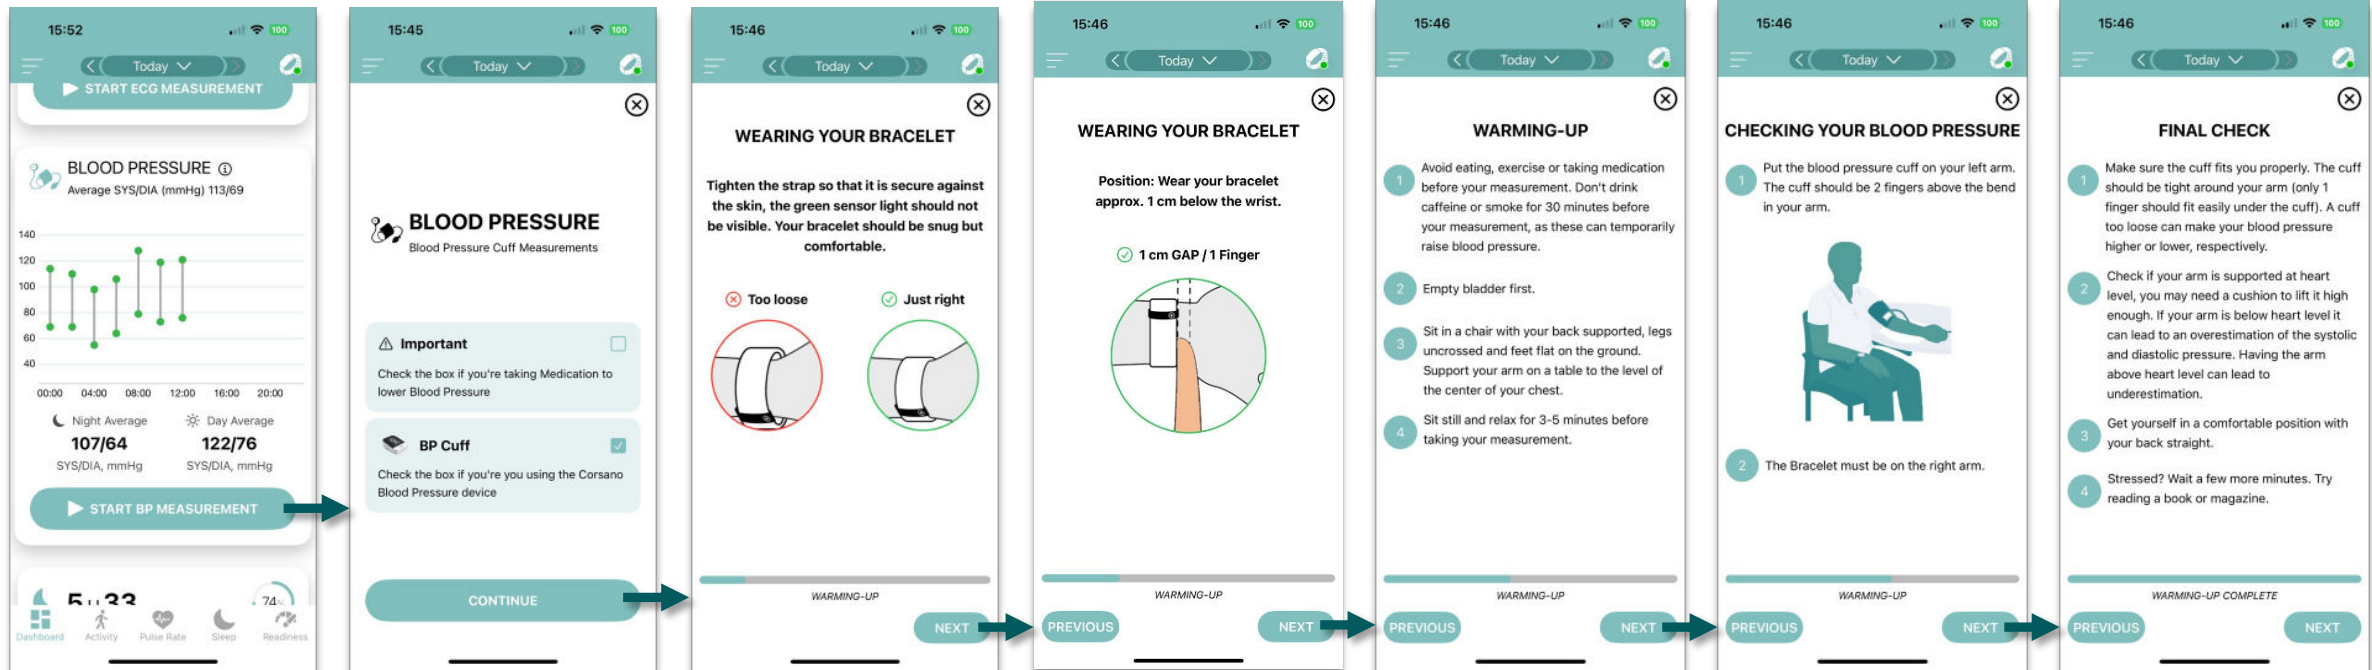 15:52
100
Today
START ECG MEASUREMENT
BLOOD PRESSURE
Average SYS/DIA (mmHg) 113/69
140
120
100
80
60
40
00:00 04:00 08:00 12:00 16:00 20:00
Night Average Day Average
107/64 122/76
SYS/DIA, mmHg SYS/DIA, mmHg
START BP MEASUREMENT
74
Dashboard Activity Pulse Rate Sleep Readiness
15:45
100
Today
BLOOD PRESSURE
Blood Pressure Cuff Measurements
Important
Check the box if you're taking Medication to
lower Blood Pressure
BP Cuff
Check the box if you're you using the Corsano
Blood Pressure device
CONTINUE
15:46
100
Today
WEARING YOUR BRACELET
Tighten the strap so that it is secure against
the skin, the green sensor light should not
be visible. Your bracelet should be snug but
comfortable.
Too loose Just right
WARMING-UP
NEXT
15:46
100
Today
WEARING YOUR BRACELET
Position: Wear your bracelet
approx. 1 cm below the wrist.
1 cm GAP / 1 Finger
WARMING-UP
PREVIOUS NEXT
15:46
100
Today
WARMING-UP
1 Avoid eating, exercise or taking medication
before your measurement. Don't drink
caffeine or smoke for 30 minutes before
your measurement, as these can temporarily
raise blood pressure.
2 Empty bladder first.
3 Sit in a chair with your back supported, legs
uncrossed and feet flat on the ground.
Support your arm on a table to the level of
the center of your chest.
4 Sit still and relax for 3-5 minutes before
taking your measurement.
WARMING-UP
PREVIOUS NEXT
15:46
100
Today
CHECKING YOUR BLOOD PRESSURE
1 Put the blood pressure cuff on your left arm.
The cuff should be 2 fingers above the bend
in your arm.
2 The Bracelet must be on the right arm.
WARMING-UP
PREVIOUS NEXT
15:46
100
Today
FINAL CHECK
1 Make sure the cuff fits you properly. The cuff
should be tight around your arm (only 1
finger should fit easily under the cuff). A cuff
too loose can make your blood pressure
higher or lower, respectively.
2 Check if your arm is supported at heart
level, you may need a cushion to lift it high
enough. If your arm is below heart level it
can lead to an overestimation of the systolic
and diastolic pressure. Having the arm
above heart level can lead to
underestimation.
3 Get yourself in a comfortable position with
your back straight.
4 Stressed? Wait a few more minutes. Try
reading a book or magazine.
WARMING-UP COMPLETE
PREVIOUS NEXT